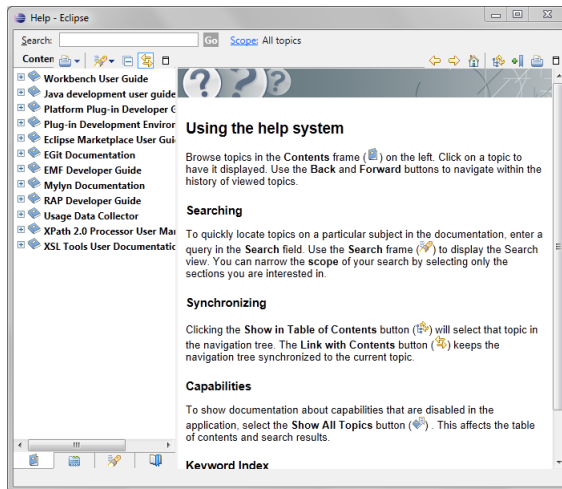 Help - Eclipse
Search: Go Scope: All topics
Conten
Workbench User Guide
Java development user guide
Platform Plug-in Developer G
Plug-in Development Environ
Eclipse Marketplace User Gui
EGit Documentation
EMF Developer Guide
Mylyn Documentation
RAP Developer Guide
Usage Data Collector
XPath 2.0 Processor User Man
XSL Tools User Documentatic
Using the help system
Browse topics in the Contents frame ( ) on the left. Click on a topic to
have it displayed. Use the Back and Forward buttons to navigate within the
history of viewed topics.
Searching
To quickly locate topics on a particular subject in the documentation, enter a
query in the Search field. Use the Search frame ( ) to display the Search
view. You can narrow the scope of your search by selecting only the
sections you are interested in.
Synchronizing
Clicking the Show in Table of Contents button ( ) will select that topic in
the navigation tree. The Link with Contents button ( ) keeps the
navigation tree synchronized to the current topic.
Capabilities
To show documentation about capabilities that are disabled in the
application, select the Show All Topics button ( ) . This affects the table
of contents and search results.
Keyword Index